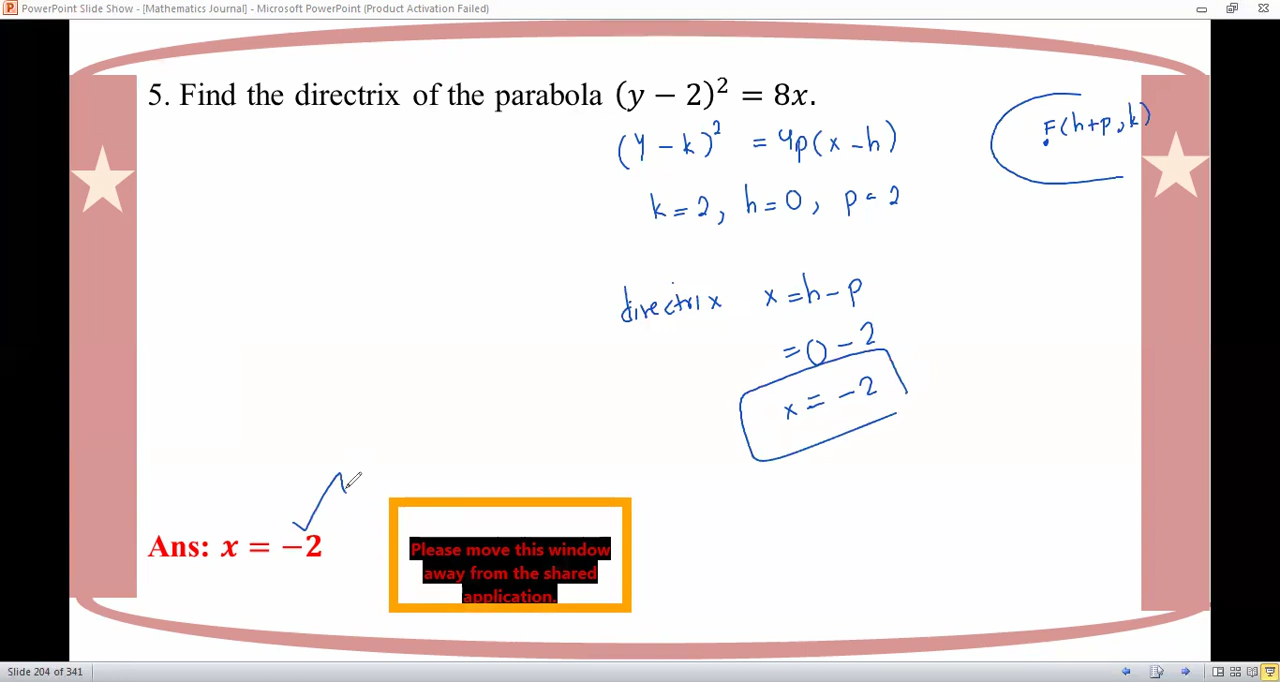 PowerPoint Slide Show - [Mathematics Journal] - Microsoft PowerPoint (Product Activation Failed)
5. Find the directrix of the parabola (y − 2)² = 8x.
F(h+p, k)
(y − k)² = 4p(x − h)
k = 2, h = 0, p = 2
directrix x = h − p
= 0 − 2
x = −2
Ans: x = −2
Please move this window
away from the shared
application.
Slide 204 of 341